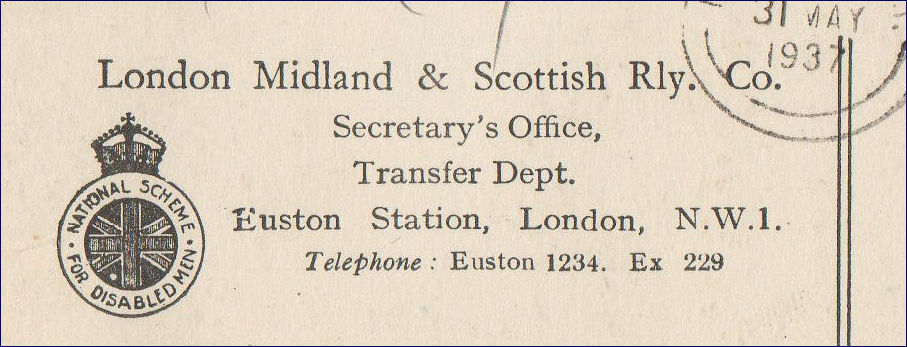 31 MAY
1937
London Midland & Scottish Rly. Co.
Secretary's Office,
Transfer Dept.
Euston Station, London, N.W.1.
Telephone : Euston 1234. Ex 229
NATIONAL SCHEME
• FOR DISABLED MEN •